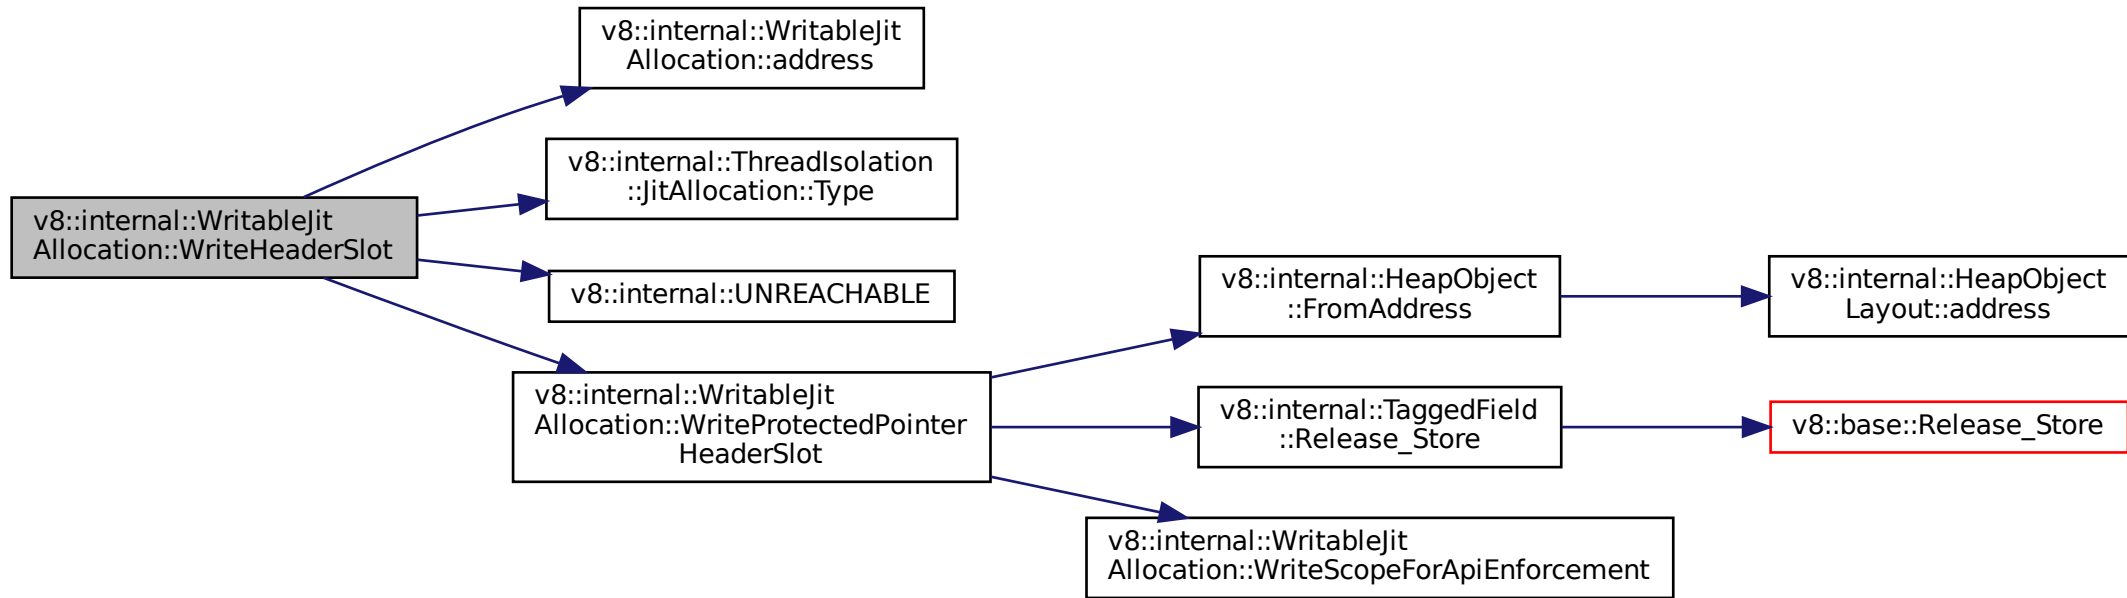 v8::internal::WritableJit
Allocation::address
v8::internal::ThreadIsolation
::JitAllocation::Type
v8::internal::WritableJit
Allocation::WriteHeaderSlot
v8::internal::UNREACHABLE
v8::internal::HeapObject
::FromAddress
v8::internal::HeapObject
Layout::address
v8::internal::WritableJit
Allocation::WriteProtectedPointer
HeaderSlot
v8::internal::TaggedField
::Release_Store
v8::base::Release_Store
v8::internal::WritableJit
Allocation::WriteScopeForApiEnforcement